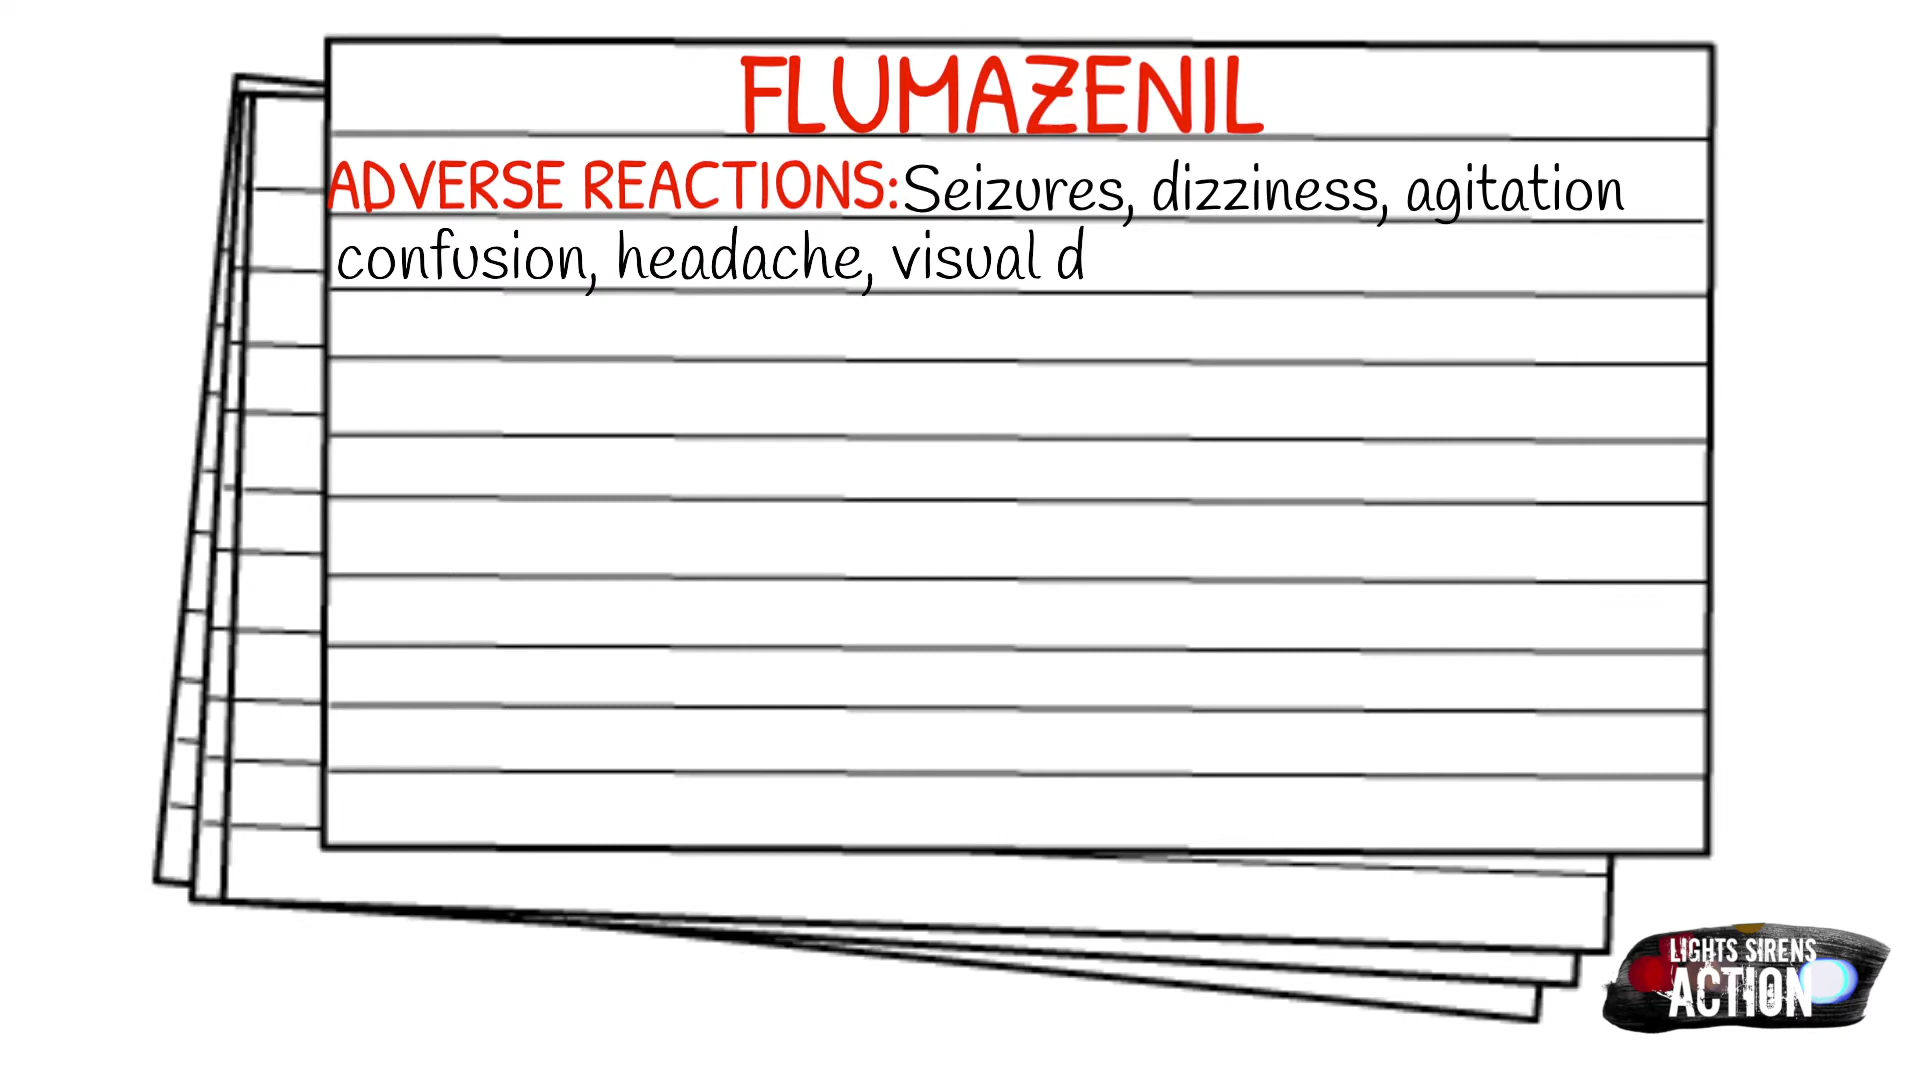 FLUMAZENIL
ADVERSE REACTIONS: Seizures, dizziness, agitation
confusion, headache, visual d
LIGHTS SIRENS
ACTION